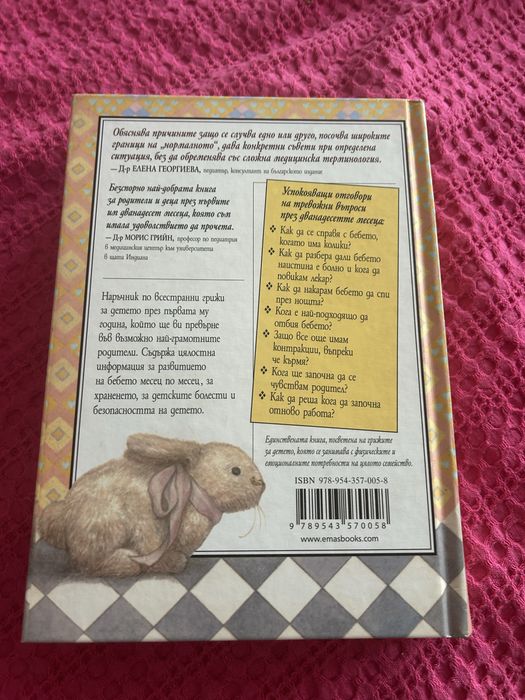 Обяснява причините защо се случва едно или друго, посочва широките
граници на „нормалното“, дава конкретни съвети при определена
ситуация, без да обременява със сложна медицинска терминология.
— Д-р ЕЛЕНА ГЕОРГИЕВА, педиатър, консултант на българското издание
Безспорно най-добрата книга
за родители и деца през първите
им дванадесет месеца, която съм
имала удоволствието да прочета.
— Д-р МОРИС ГРИЙН, професор по педиатрия
в медицинския център към университета
в щата Индиана
Наръчник по всестранни грижи
за детето през първата му
година, който ще ви превърне
във възможно най-грамотните
родители. Съдържа цялостна
информация за развитието
на бебето месец по месец, за
храненето, за детските болести и
безопасността на детето.
Успокояващи отговори
на тревожни въпроси
през дванадесетте месеца:
❖ Как да се справя с бебето,
когато има колики?
❖ Как да разбера дали бебето
наистина е болно и кога да
повикам лекар?
❖ Как да накарам бебето да спи
през нощта?
❖ Кога е най-подходящо да
отбия бебето?
❖ Защо все още имам
контракции, въпреки
че кърмя?
❖ Кога ще започна да се
чувствам родител?
❖ Как да реша кога да започна
отново работа?
Единствената книга, посветена на грижите
за детето, която се занимава с физическите и
емоционалните потребности на цялото семейство.
ISBN 978-954-357-005-8
9 789543 570058
www.emasbooks.com